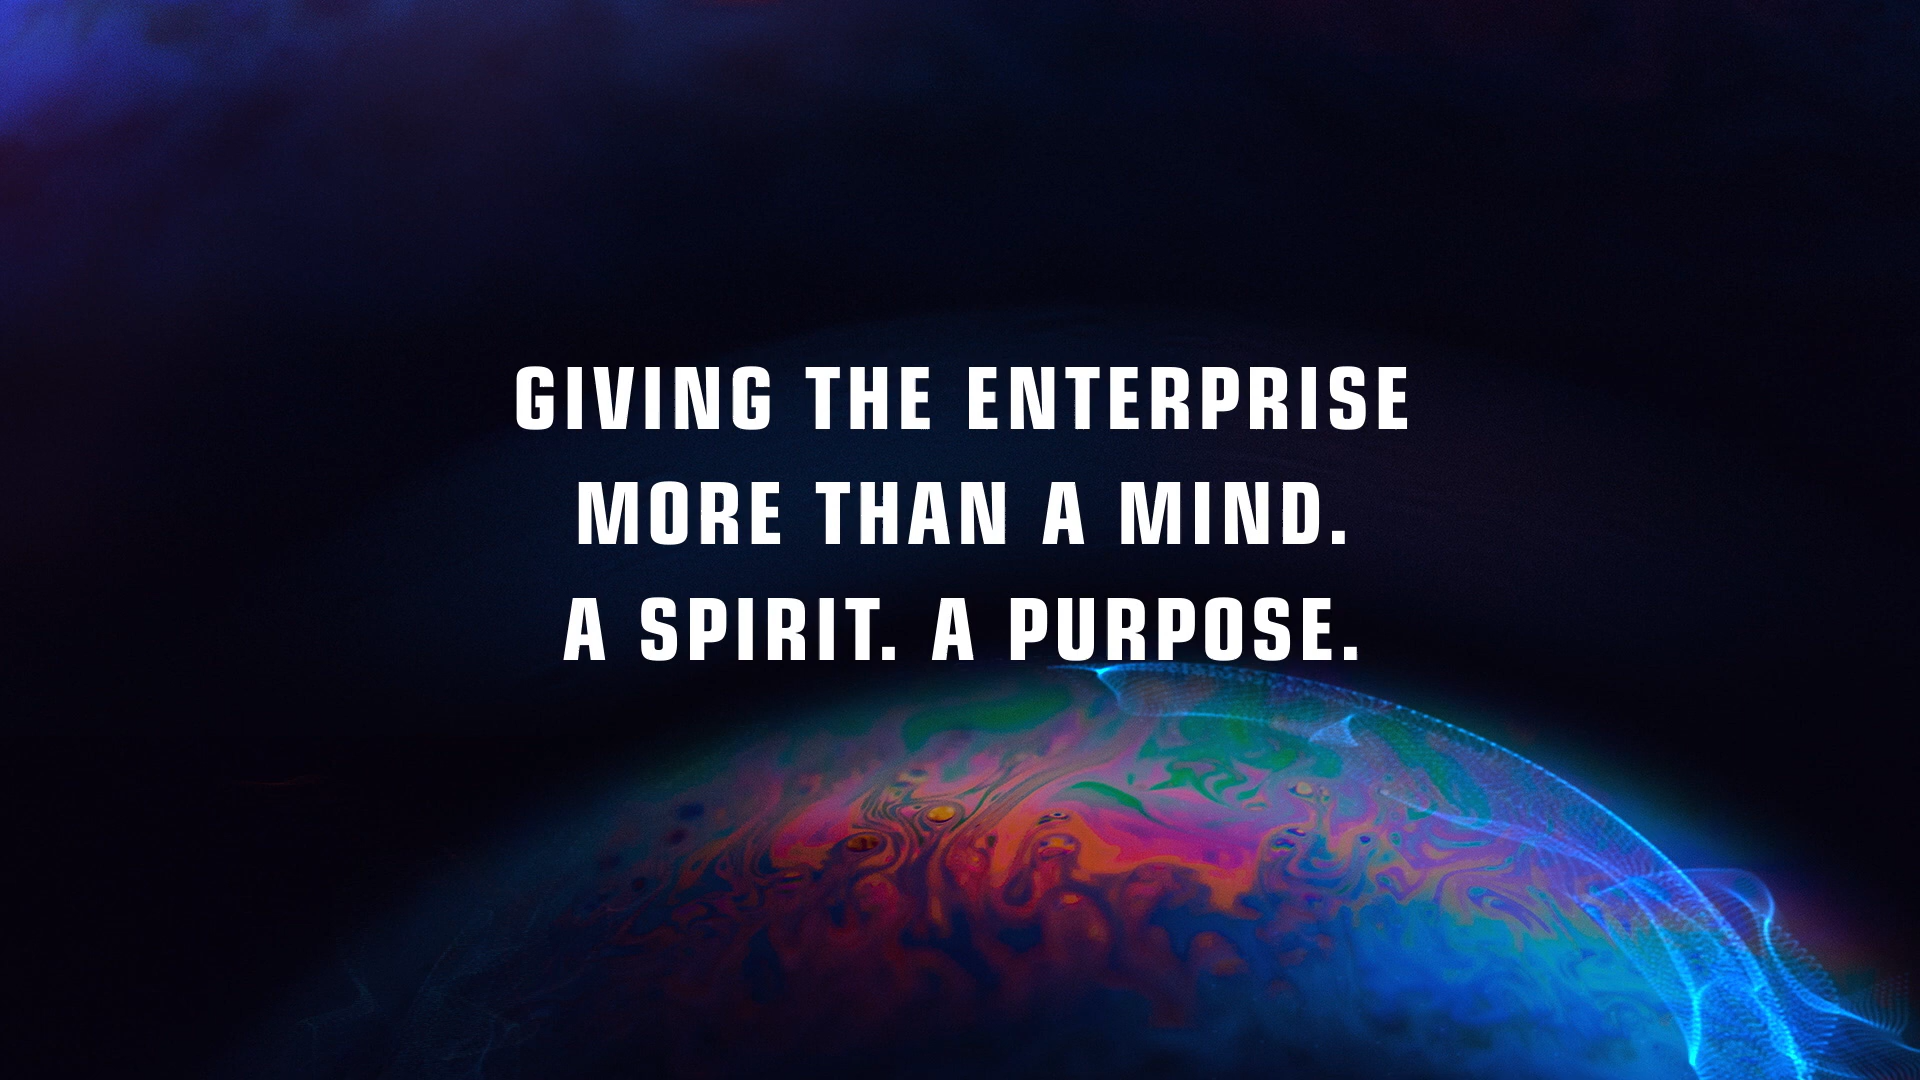 GIVING THE ENTERPRISE
MORE THAN A MIND.
A SPIRIT. A PURPOSE.